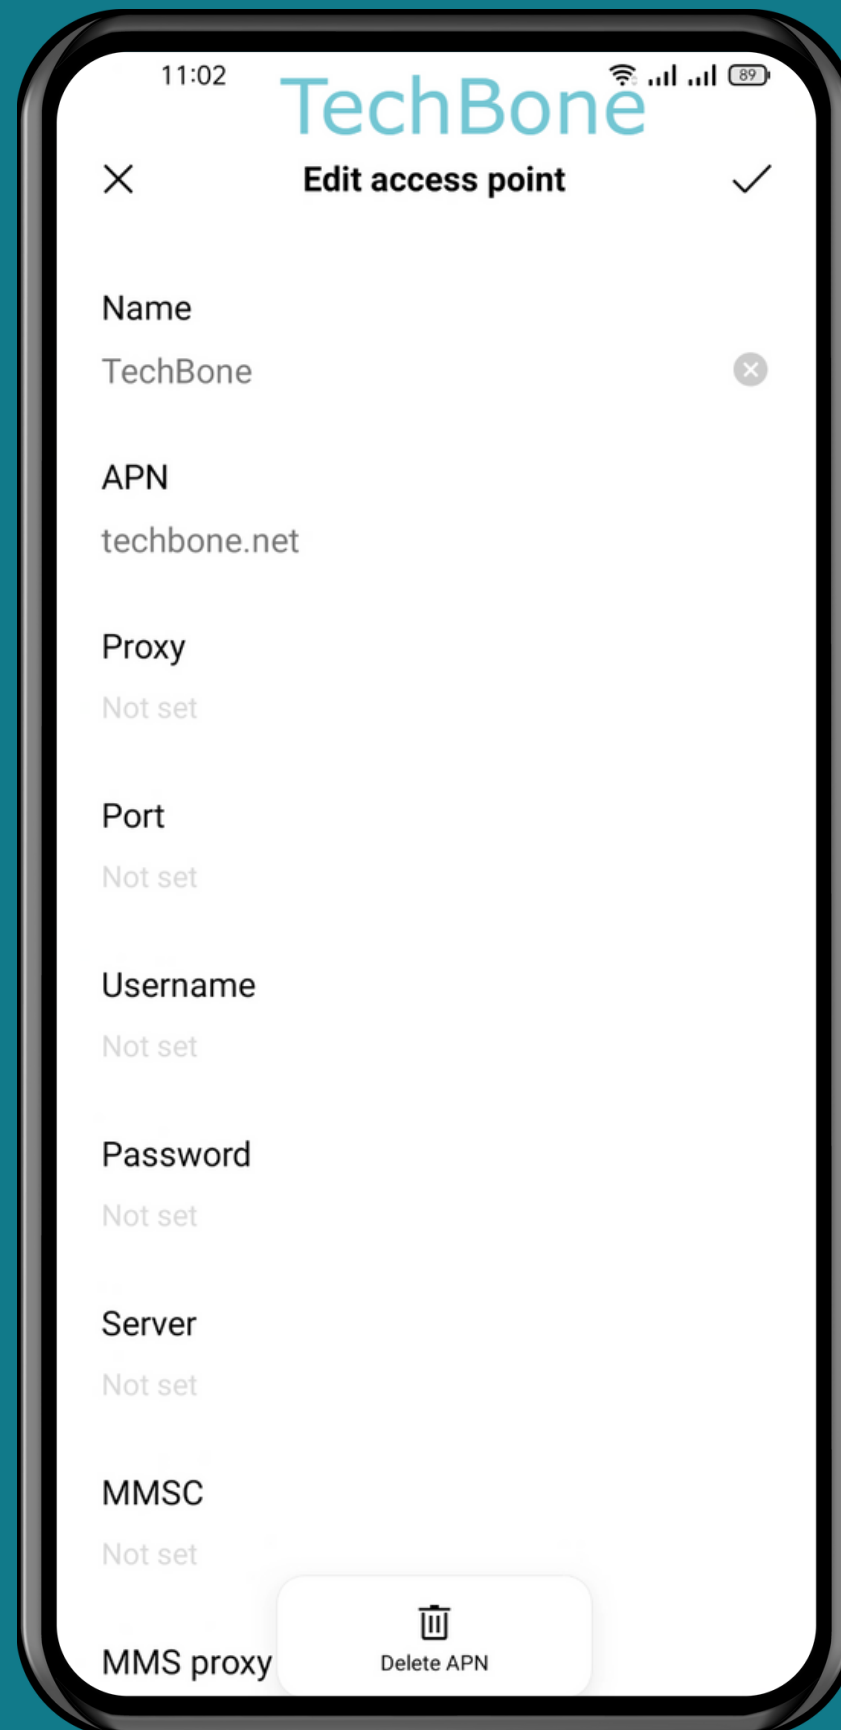 11:02
TechBone
89
Edit access point
Name
TechBone
APN
techbone.net
Proxy
Not set
Port
Not set
Username
Not set
Password
Not set
Server
Not set
MMSC
Not set
MMS proxy
Delete APN